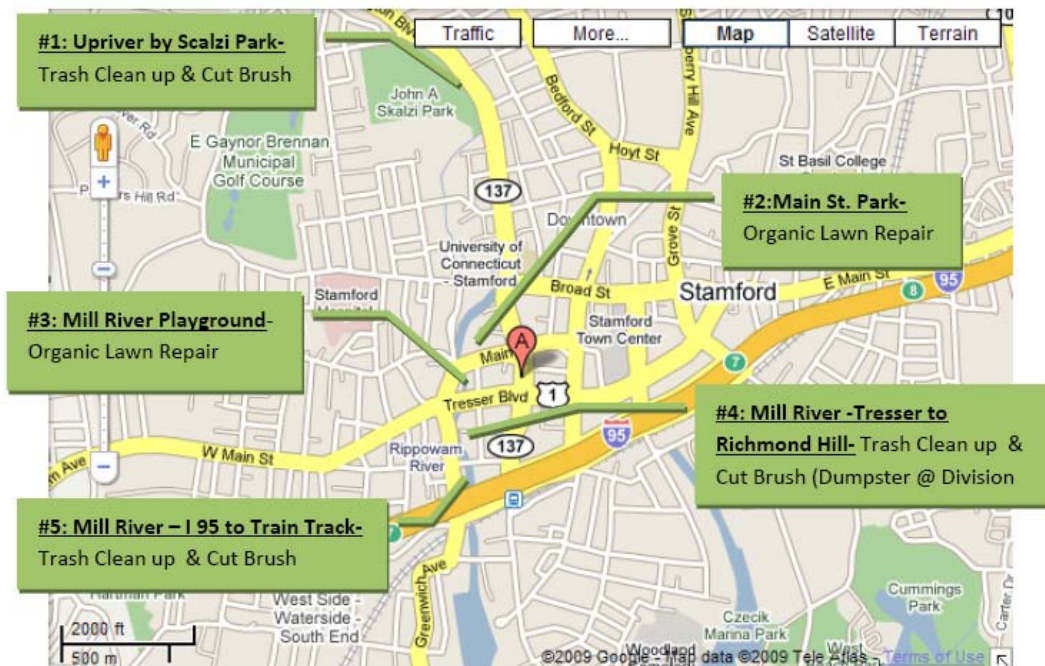 #1: Upriver by Scalzi Park-
Trash Clean up & Cut Brush
Traffic
More...
Map
Satellite
Terrain
John A
Skalzi Park
E Gaynor Brennan
Municipal
Golf Course
Bedford St
Hoyt St
St Basil College
137
Downtown
Grove St
#2:Main St. Park-
Organic Lawn Repair
University of
Connecticut
- Stamford
Broad St
Stamford
E Main St
95
8
Stamford
#3: Mill River Playground-
Organic Lawn Repair
Stamford
Town Center
A
Main
7
Tresser Blvd
1
#4: Mill River -Tresser to
Richmond Hill- Trash Clean up &
Cut Brush (Dumpster @ Division
95
137
Rippowam
River
W Main St
#5: Mill River – I 95 to Train Track-
Trash Clean up & Cut Brush
Greenwich Ave
West Side -
Waterside -
South End
Cummings
Park
Czecik
Marina Park
Carter Dr
2000 ft
500 m
©2009 Google - Map data ©2009 Tele Atlas - Terms of Use